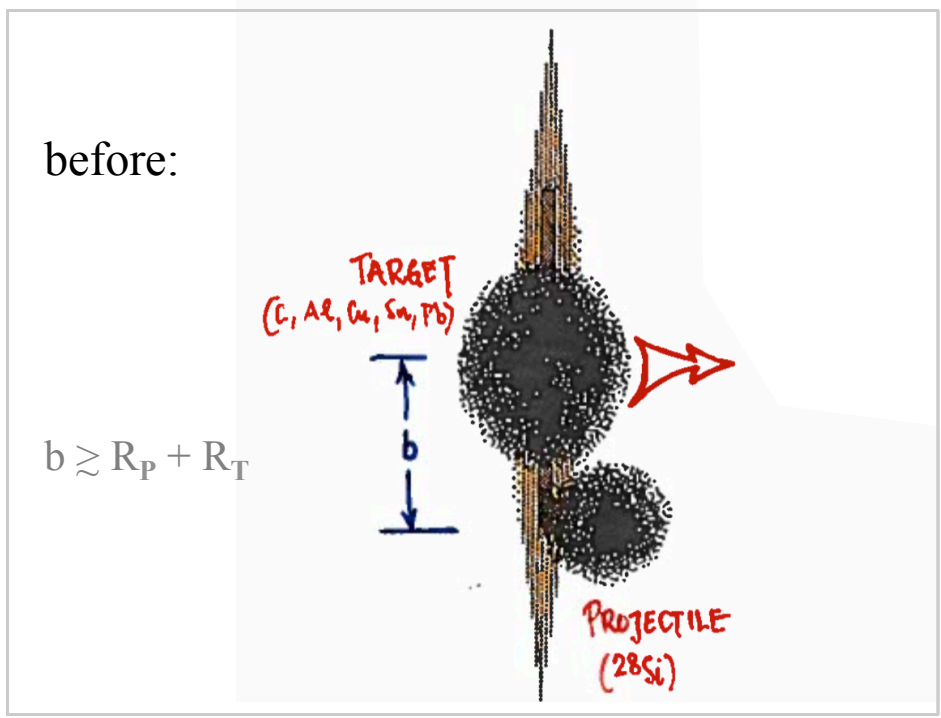 before:
TARGET
(C, Al, Cu, Sn, Pb)
b
b ≳ R_P + R_T
PROJECTILE
(28Si)